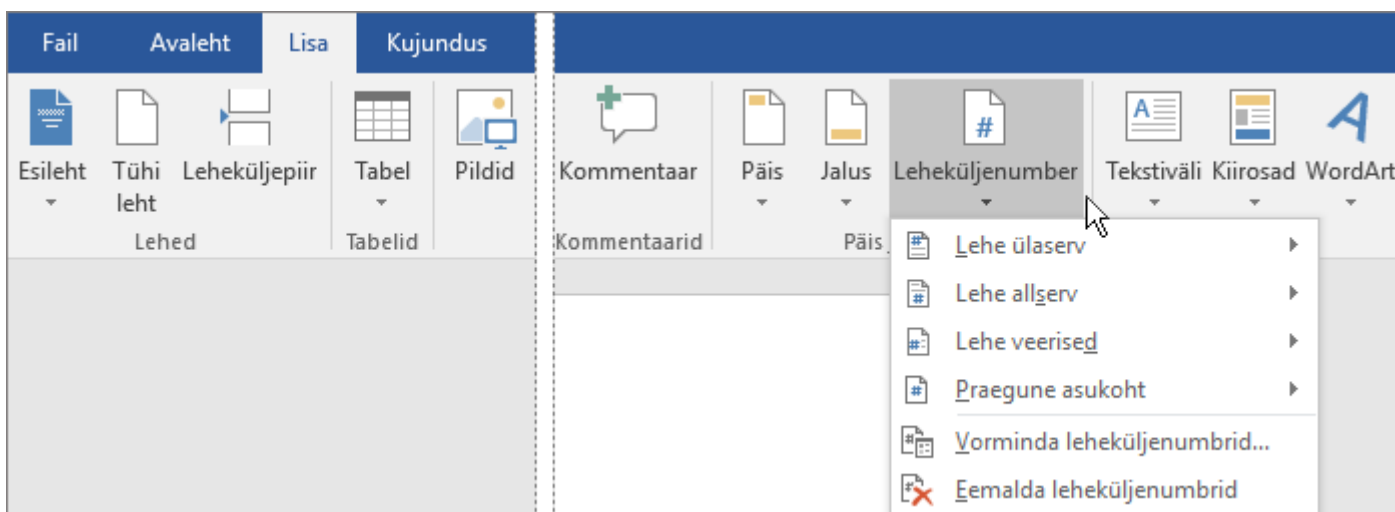 Fail Avaleht Lisa Kujundus
Esileht Tühi leht Leheküljepiir Tabel Pildid Kommentaar Päis Jalus Leheküljenumber Tekstiväli Kiirosad WordArt
Lehed Tabelid Kommentaarid Päis
Lehe ülaserv
Lehe allserv
Lehe veerised
Praegune asukoht
Vorminda leheküljenumbrid...
Eemalda leheküljenumbrid